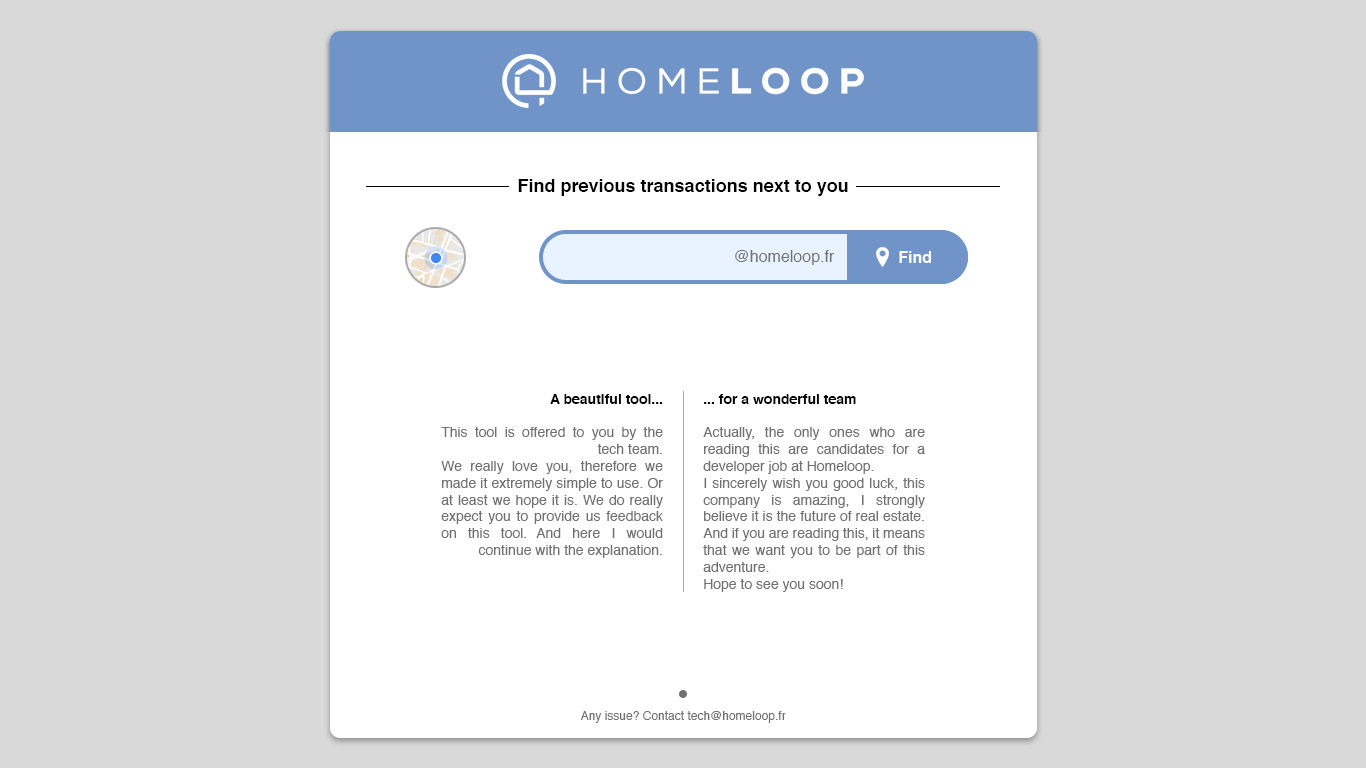 HOMELOOP
Find previous transactions next to you
@homeloop.fr
Find
A beautiful tool...
This tool is offered to you by the
tech team.
We really love you, therefore we
made it extremely simple to use. Or
at least we hope it is. We do really
expect you to provide us feedback
on this tool. And here I would
continue with the explanation.
... for a wonderful team
Actually, the only ones who are
reading this are candidates for a
developer job at Homeloop.
I sincerely wish you good luck, this
company is amazing, I strongly
believe it is the future of real estate.
And if you are reading this, it means
that we want you to be part of this
adventure.
Hope to see you soon!
Any issue? Contact tech@homeloop.fr